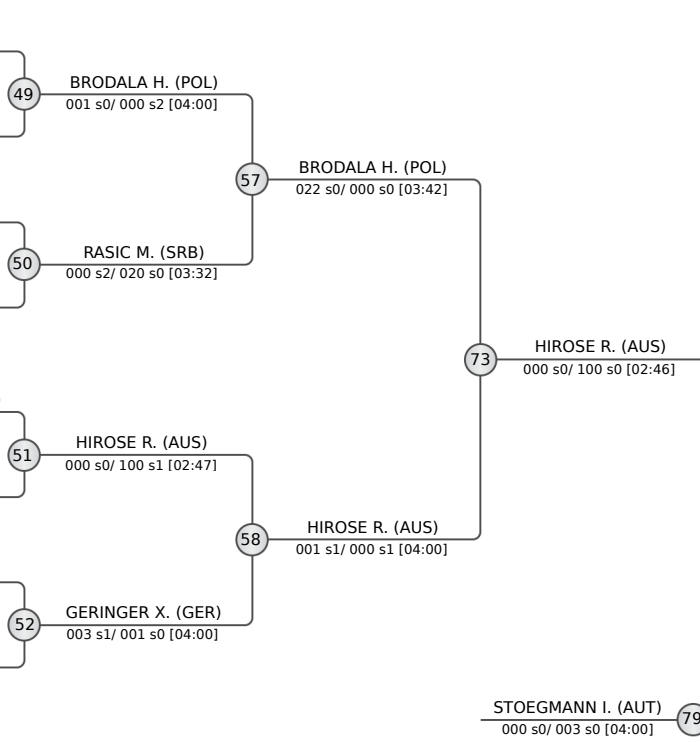 BRODALA H. (POL)
49
001 s0/ 000 s2 [04:00]
BRODALA H. (POL)
57
022 s0/ 000 s0 [03:42]
RASIC M. (SRB)
50
000 s2/ 020 s0 [03:32]
HIROSE R. (AUS)
73
000 s0/ 100 s0 [02:46]
HIROSE R. (AUS)
51
000 s0/ 100 s1 [02:47]
HIROSE R. (AUS)
58
001 s1/ 000 s1 [04:00]
GERINGER X. (GER)
52
003 s1/ 001 s0 [04:00]
STOEGMANN I. (AUT)
79
000 s0/ 003 s0 [04:00]